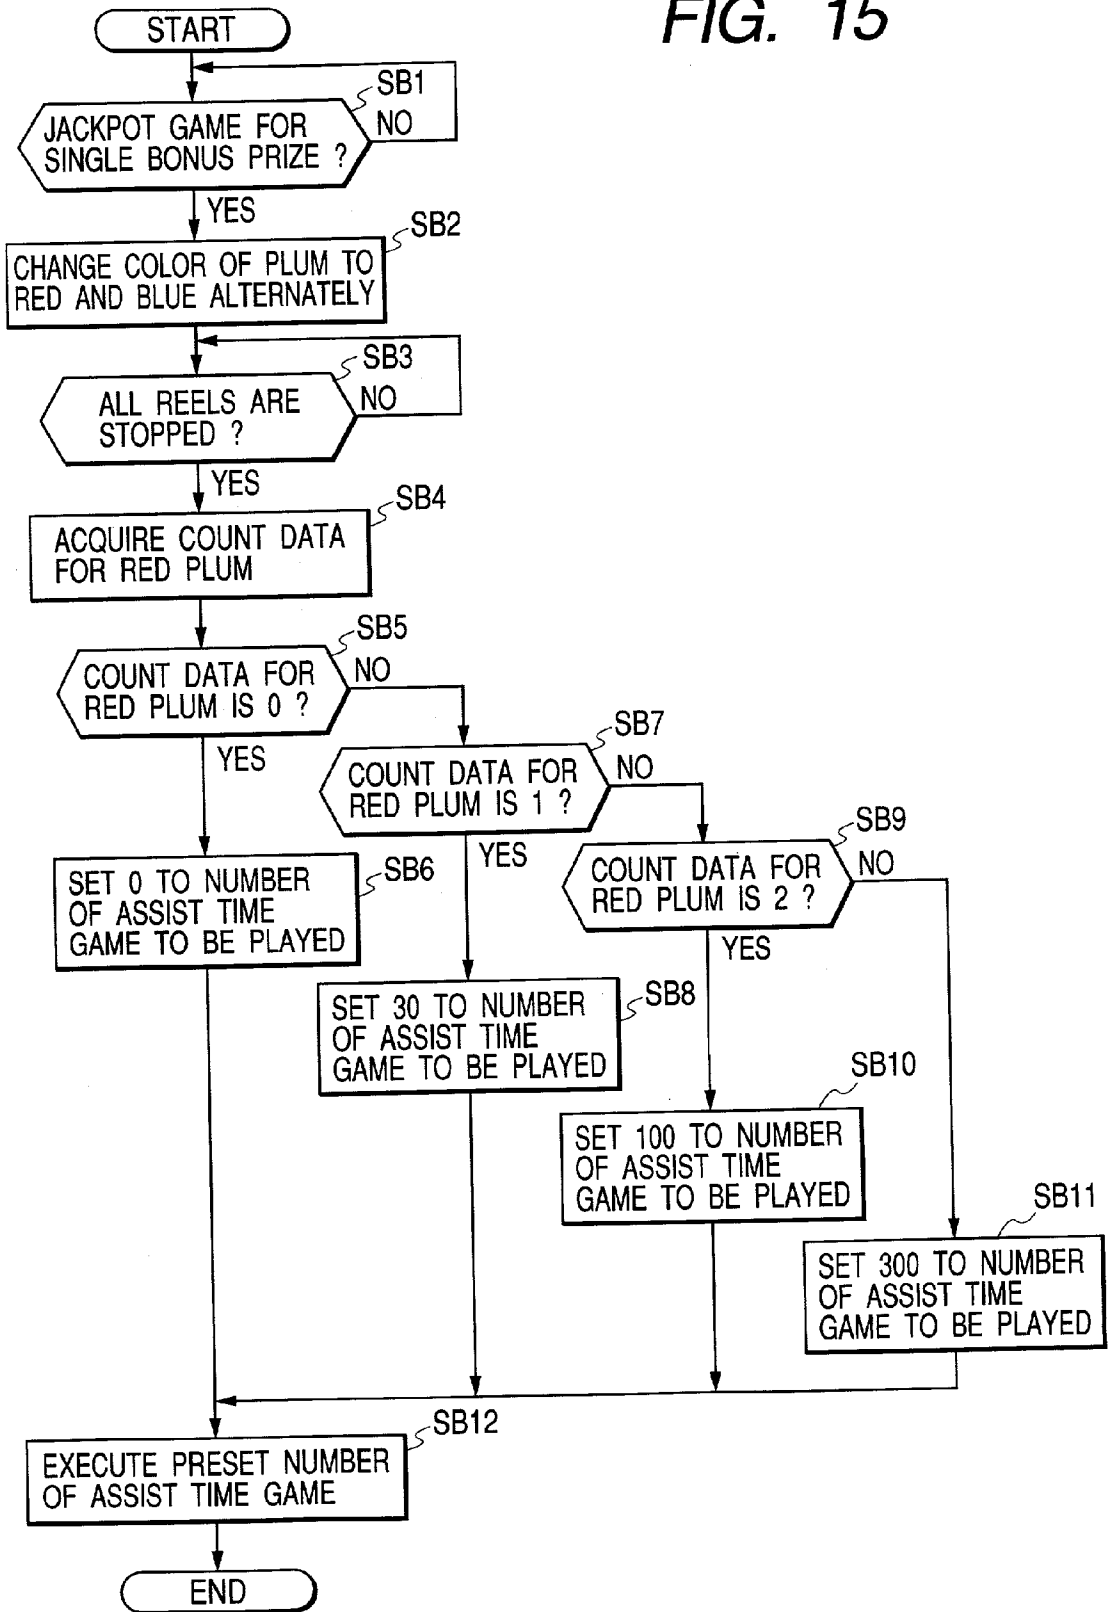 FIG. 15
START
SB1
JACKPOT GAME FOR
SINGLE BONUS PRIZE ?
NO
YES
SB2
CHANGE COLOR OF PLUM TO
RED AND BLUE ALTERNATELY
SB3
ALL REELS ARE
STOPPED ?
NO
YES
SB4
ACQUIRE COUNT DATA
FOR RED PLUM
SB5
COUNT DATA FOR
RED PLUM IS 0 ?
NO
YES
SB7
COUNT DATA FOR
RED PLUM IS 1 ?
NO
YES
SB9
COUNT DATA FOR
RED PLUM IS 2 ?
NO
YES
SB6
SET 0 TO NUMBER
OF ASSIST TIME
GAME TO BE PLAYED
SB8
SET 30 TO NUMBER
OF ASSIST TIME
GAME TO BE PLAYED
SB10
SET 100 TO NUMBER
OF ASSIST TIME
GAME TO BE PLAYED
SB11
SET 300 TO NUMBER
OF ASSIST TIME
GAME TO BE PLAYED
SB12
EXECUTE PRESET NUMBER
OF ASSIST TIME GAME
END